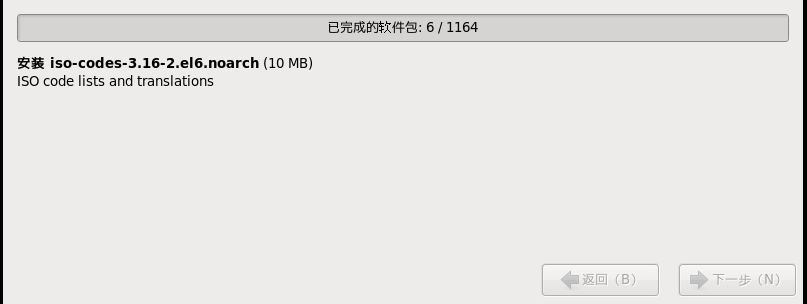 已完成的软件包: 6 / 1164
安装 iso-codes-3.16-2.el6.noarch (10 MB)
ISO code lists and translations
返回（B）
下一步（N）